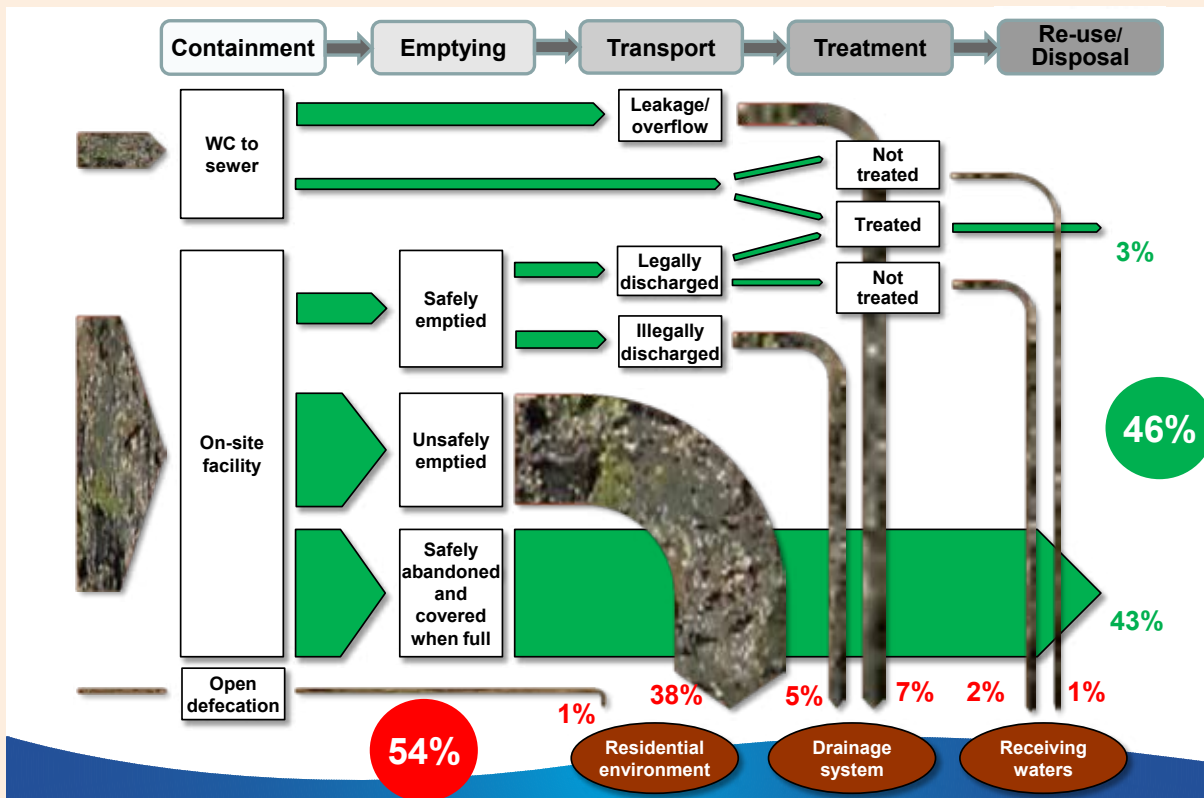 Containment
Emptying
Transport
Treatment
Re-use/
Disposal
WC to
sewer
Leakage/
overflow
Not
treated
Treated
3%
Legally
discharged
Not
treated
Safely
emptied
Illegally
discharged
On-site
facility
Unsafely
emptied
46%
Safely
abandoned
and
covered
when full
43%
Open
defecation
1%
38%
5%
7%
2%
1%
54%
Residential
environment
Drainage
system
Receiving
waters